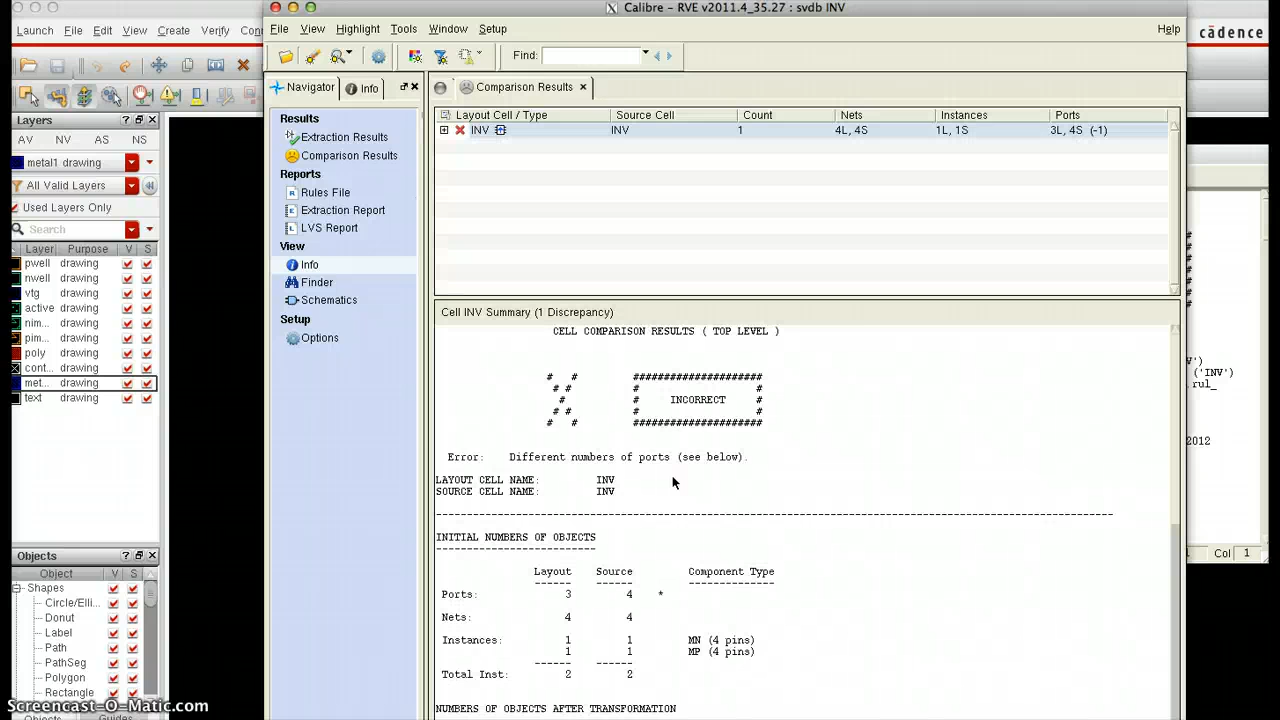 Calibre - RVE v2011.4_35.27 : svdb INV
Launch File Edit View Create Verify
File View Highlight Tools Window Setup Help
cādence
Find:
Navigator Info
Comparison Results
Layers
AV NV AS NS
metal1 drawing
All Valid Layers
Used Layers Only
Search
Layer Purpose V S
pwell drawing
nwell drawing
vtg drawing
active drawing
nim... drawing
pim... drawing
poly drawing
cont... drawing
met... drawing
text drawing
Objects
Object V S
Shapes
Circle/Elli...
Donut
Label
Path
PathSeg
Polygon
Rectangle
Objects Guides
Results
Extraction Results
Comparison Results
Reports
Rules File
Extraction Report
LVS Report
View
Info
Finder
Schematics
Setup
Options
Layout Cell / Type Source Cell Count Nets Instances Ports
INV INV 1 4L, 4S 1L, 1S 3L, 4S (-1)
Cell INV Summary (1 Discrepancy)
CELL COMPARISON RESULTS ( TOP LEVEL )
# # #####################
# # # #
# # INCORRECT #
# # # #
# # #####################
Error: Different numbers of ports (see below).
LAYOUT CELL NAME: INV
SOURCE CELL NAME: INV
INITIAL NUMBERS OF OBJECTS
Layout Source Component Type
Ports: 3 4 *
Nets: 4 4
Instances: 1 1 MN (4 pins)
1 1 MP (4 pins)
Total Inst: 2 2
NUMBERS OF OBJECTS AFTER TRANSFORMATION
')
('INV')
rul_
2012
Col 1
Screencast-O-Matic.com